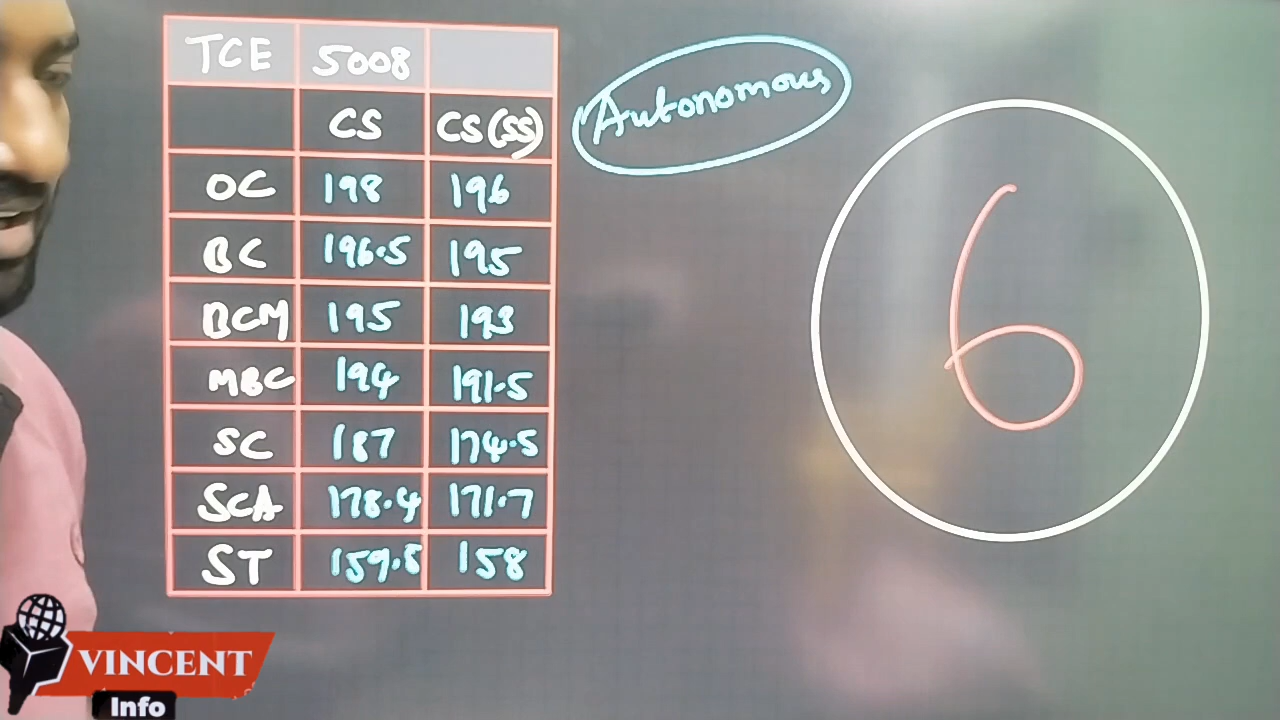 TCE 5008
CS CS(SS)
OC 198 196
BC 196.5 195
BCM 195 193
MBC 194 191.5
SC 187 174.5
SCA 178.4 171.7
ST 159.5 158
Autonomous
6
VINCENT
Info